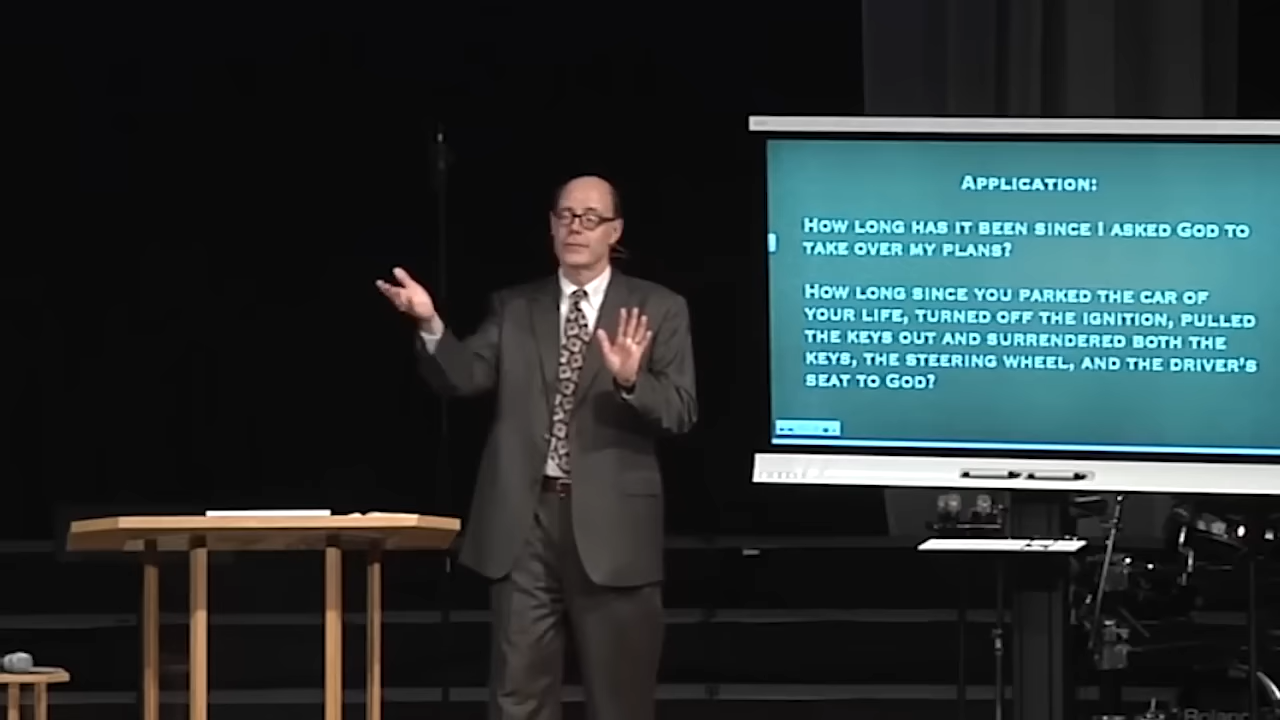 APPLICATION:
HOW LONG HAS IT BEEN SINCE I ASKED GOD TO
TAKE OVER MY PLANS?
HOW LONG SINCE YOU PARKED THE CAR OF
YOUR LIFE, TURNED OFF THE IGNITION, PULLED
THE KEYS OUT AND SURRENDERED BOTH THE
KEYS, THE STEERING WHEEL, AND THE DRIVER'S
SEAT TO GOD?
Roland